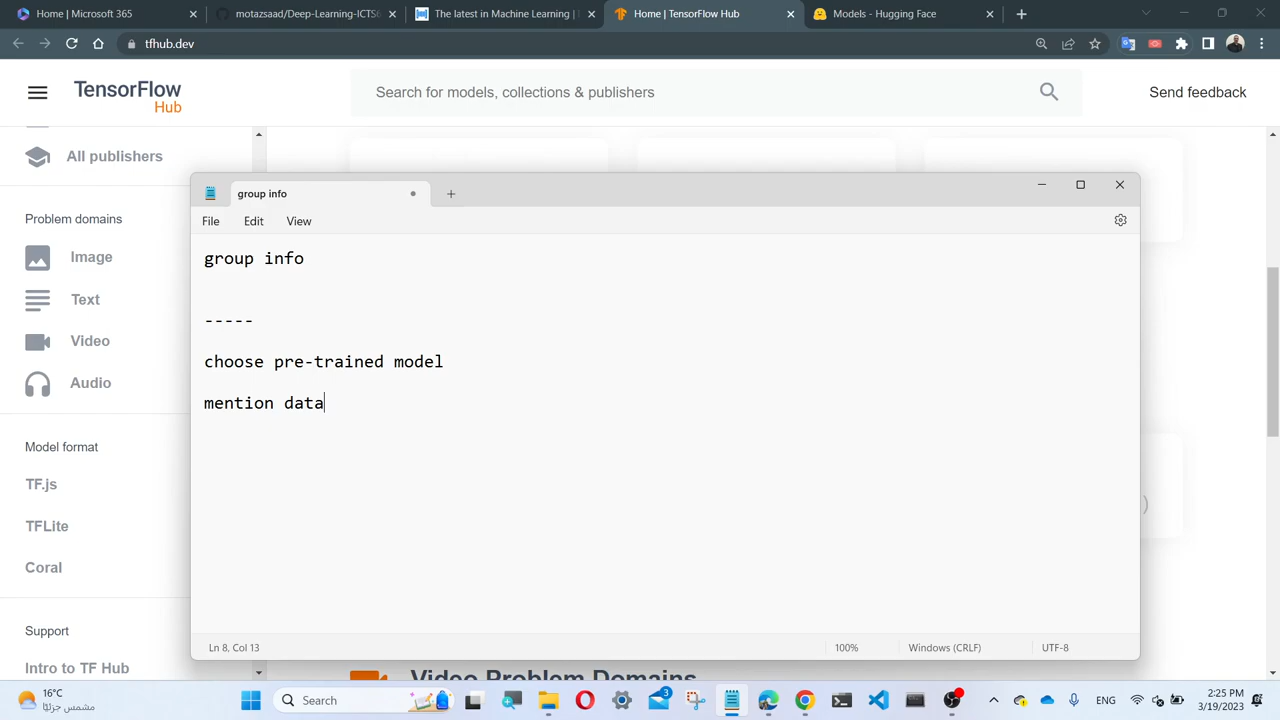 Home | Microsoft 365
motazsaad/Deep-Learning-ICTS6
The latest in Machine Learning |
Home | TensorFlow Hub
Models - Hugging Face
tfhub.dev
TensorFlow
Hub
Search for models, collections & publishers
Send feedback
All publishers
Problem domains
Image
Text
Video
Audio
Model format
TF.js
TFLite
Coral
Support
Intro to TF Hub
group info
File Edit View
group info
-----
choose pre-trained model
mention data
Ln 8, Col 13
100%
Windows (CRLF)
UTF-8
)
Video Problem Domains
16°C
مشمس جزئيًا
Search
3
ENG
2:25 PM
3/19/2023